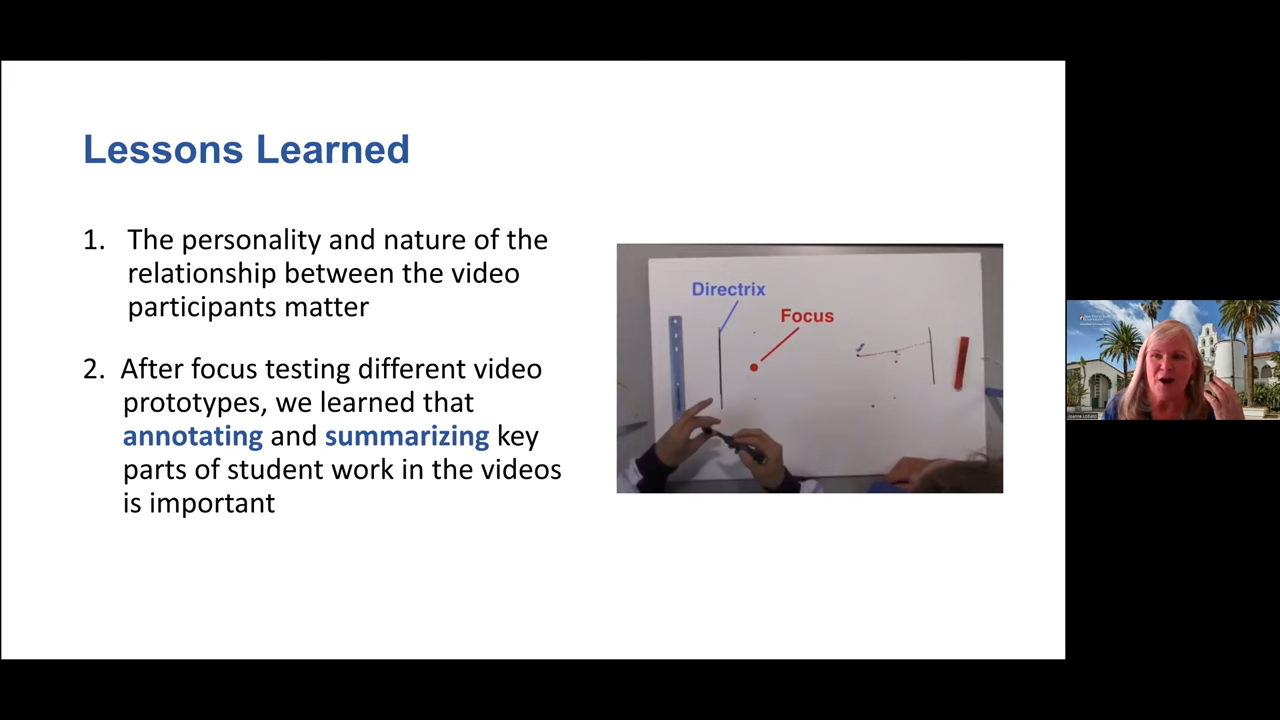 Lessons Learned
1. The personality and nature of the
relationship between the video
participants matter
2. After focus testing different video
prototypes, we learned that
annotating and summarizing key
parts of student work in the videos
is important
Directrix
Focus
Joanne Lobato